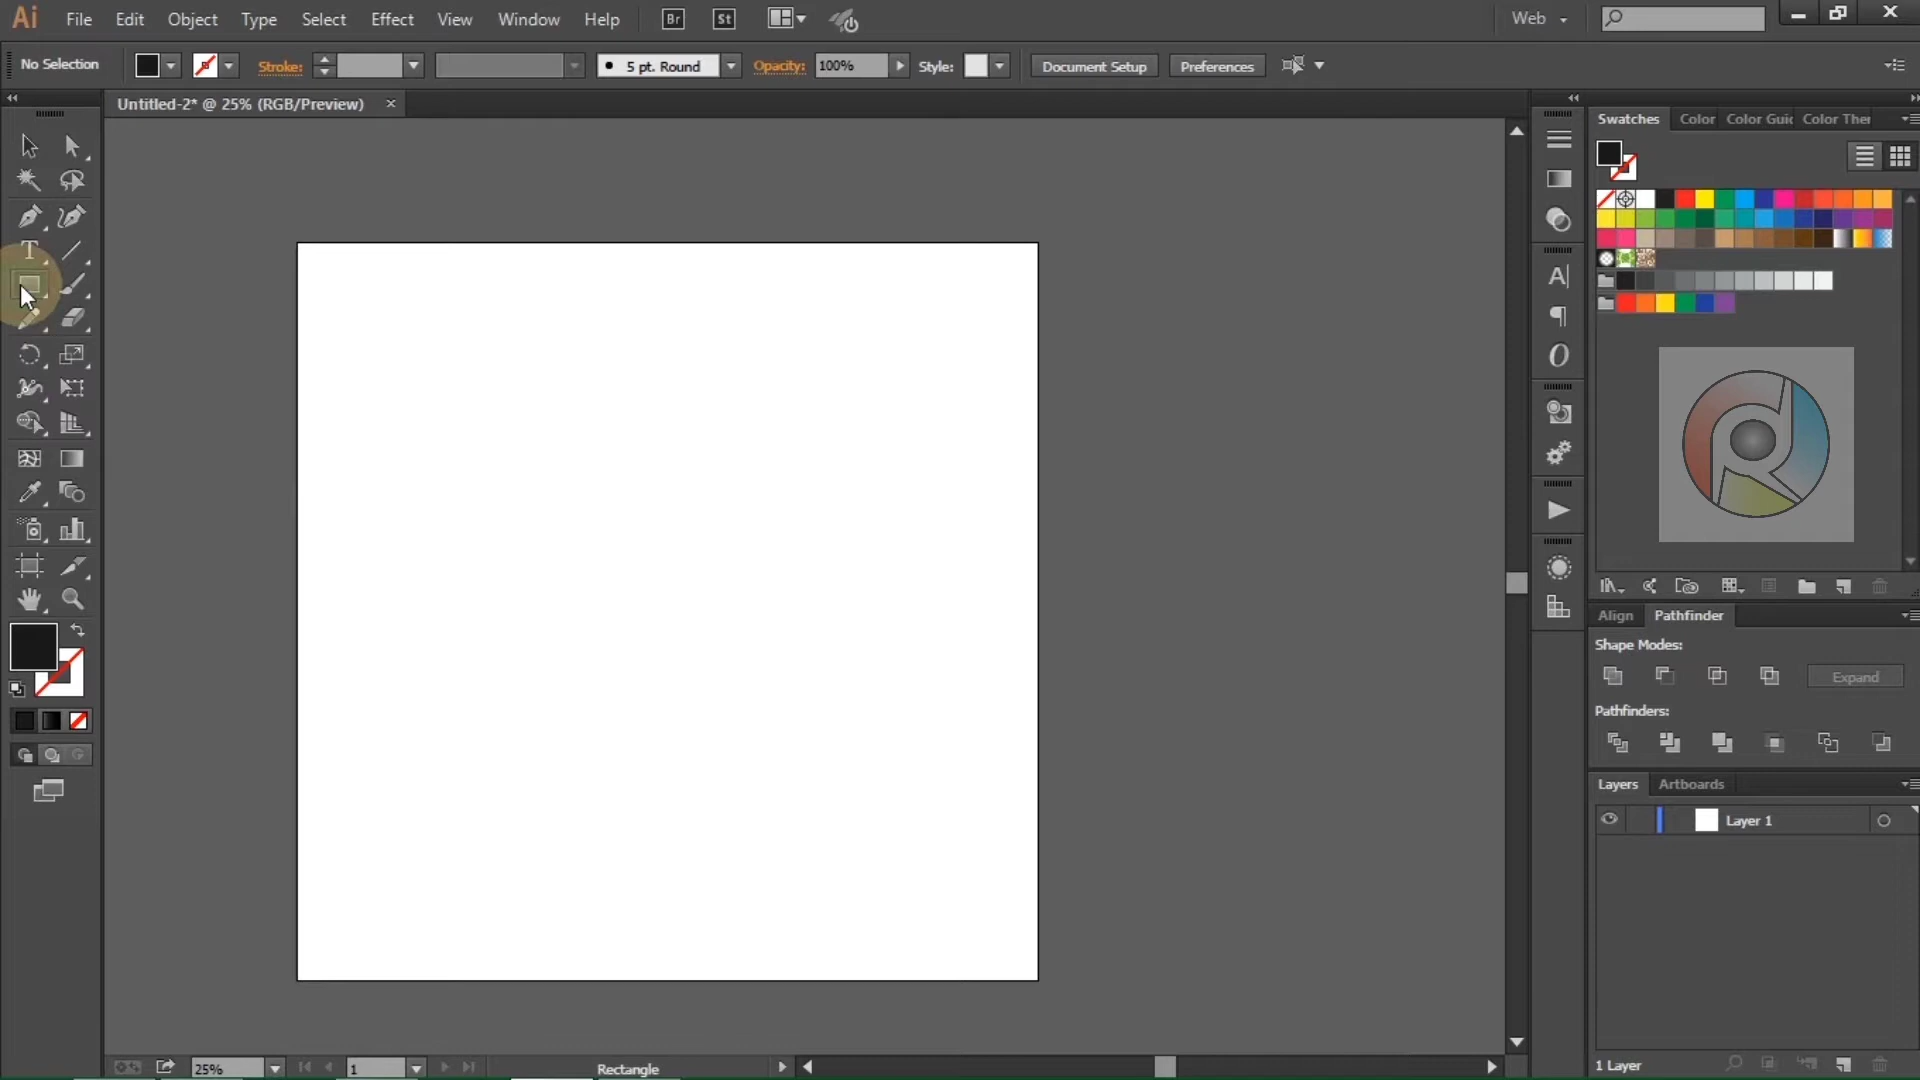 Ai File Edit Object Type Select Effect View Window Help Br St Web
No Selection Stroke: 5 pt. Round Opacity: 100% Style: Document Setup Preferences
Untitled-2* @ 25% (RGB/Preview)
Swatches Color Color Guid Color Ther
Align Pathfinder
Shape Modes:
Expand
Pathfinders:
Layers Artboards
Layer 1
25% 1 Rectangle 1 Layer